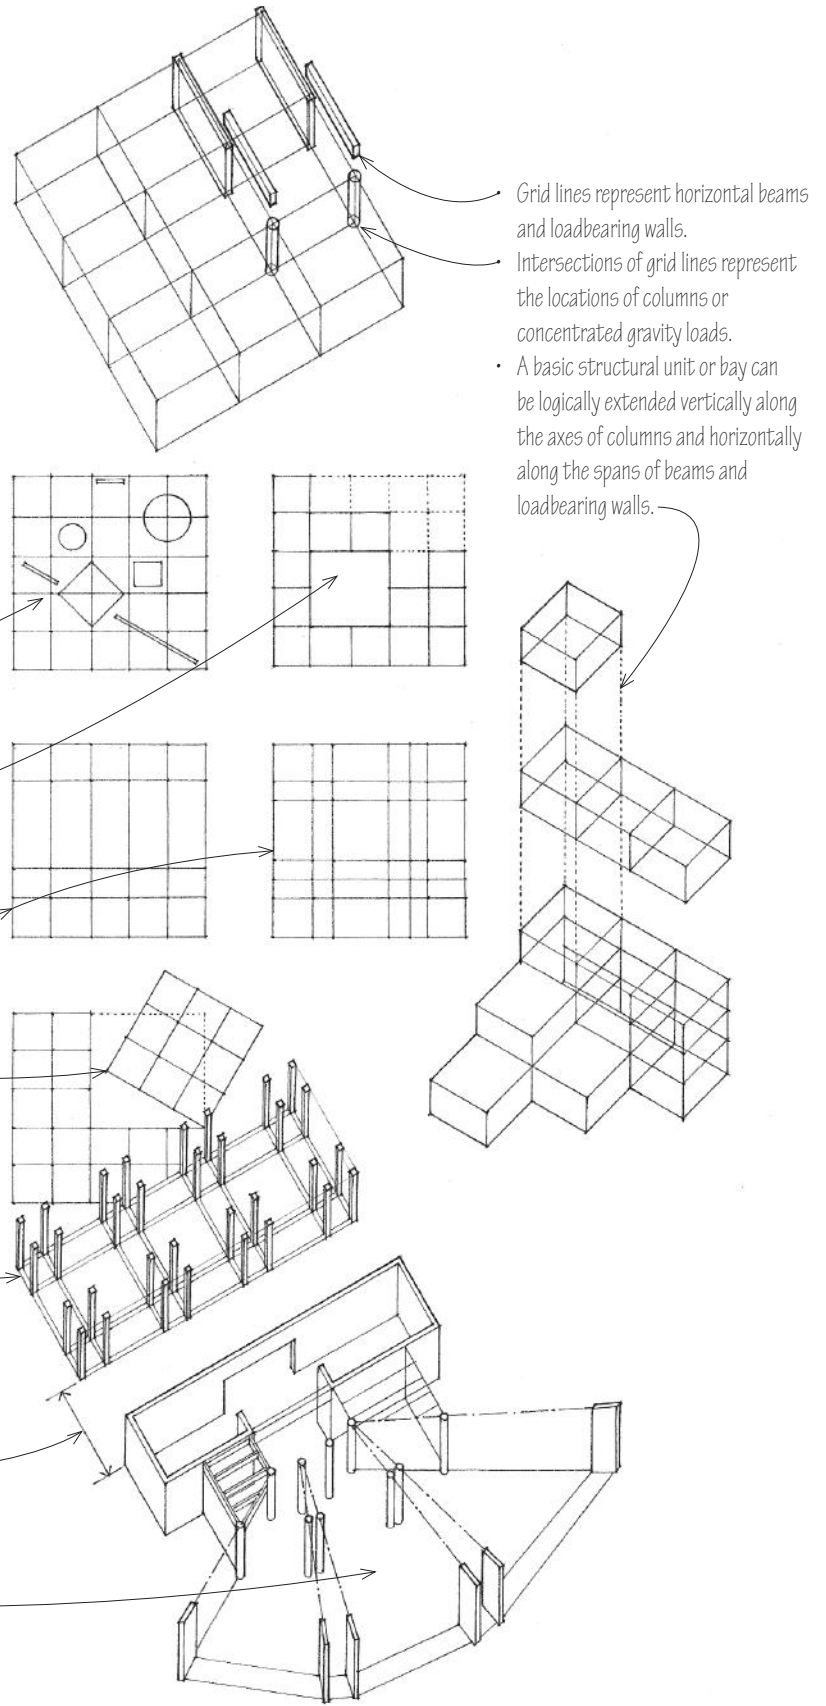 • Grid lines represent horizontal beams
and loadbearing walls.
• Intersections of grid lines represent
the locations of columns or
concentrated gravity loads.
• A basic structural unit or bay can
be logically extended vertically along
the axes of columns and horizontally
along the spans of beams and
loadbearing walls.